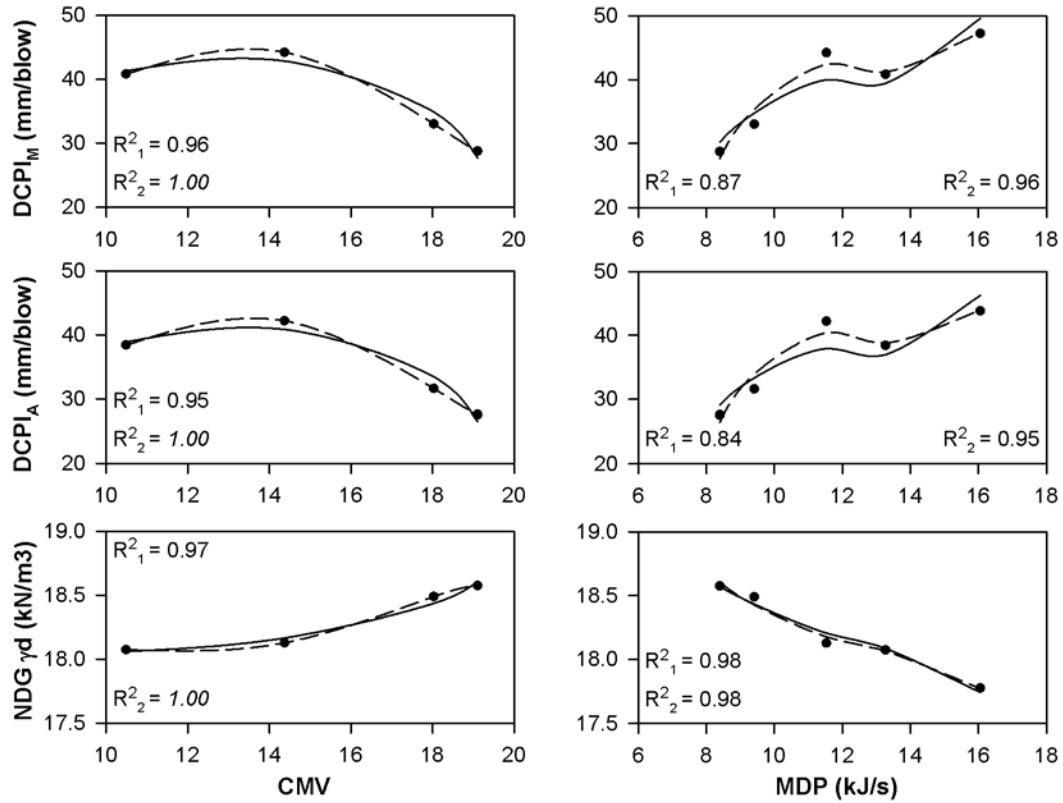 DCPI_M (mm/blow)
50
40
30
20
R²₁ = 0.96
R²₂ = 1.00
10 12 14 16 18 20
50
40
30
20
R²₁ = 0.87
R²₂ = 0.96
6 8 10 12 14 16 18
DCPI_A (mm/blow)
50
40
30
20
R²₁ = 0.95
R²₂ = 1.00
10 12 14 16 18 20
50
40
30
20
R²₁ = 0.84
R²₂ = 0.95
6 8 10 12 14 16 18
NDG γd (kN/m3)
19.0
18.5
18.0
17.5
R²₁ = 0.97
R²₂ = 1.00
10 12 14 16 18 20
CMV
19.0
18.5
18.0
17.5
R²₁ = 0.98
R²₂ = 0.98
6 8 10 12 14 16 18
MDP (kJ/s)